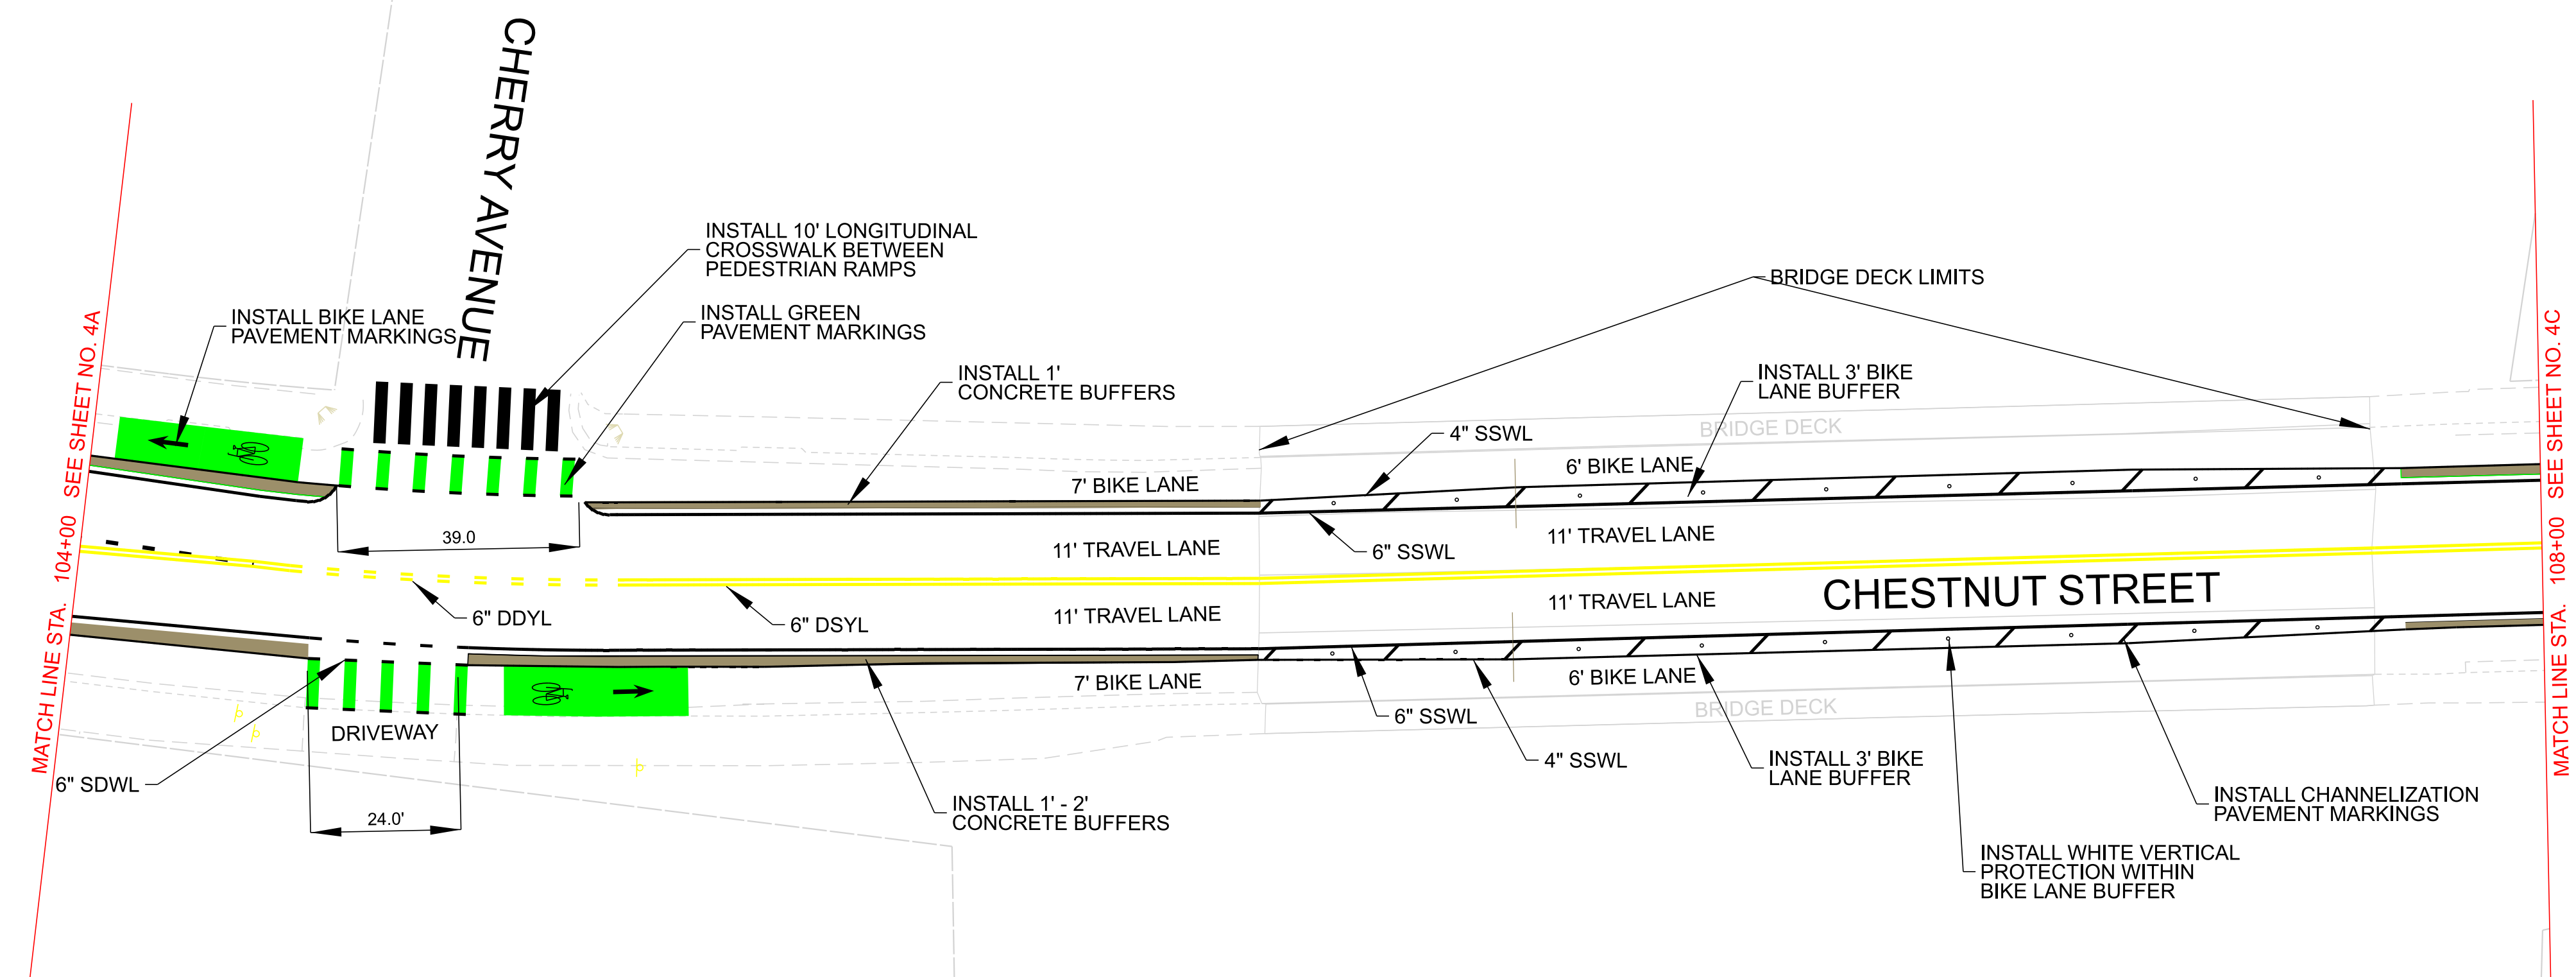 CHERRY AVENUE
INSTALL 10' LONGITUDINAL
CROSSWALK BETWEEN
PEDESTRIAN RAMPS
BRIDGE DECK LIMITS
INSTALL BIKE LANE
PAVEMENT MARKINGS
INSTALL GREEN
PAVEMENT MARKINGS
INSTALL 1'
CONCRETE BUFFERS
INSTALL 3' BIKE
LANE BUFFER
MATCH LINE STA. 104+00 SEE SHEET NO. 4A
MATCH LINE STA. 108+00 SEE SHEET NO. 4C
BRIDGE DECK
4" SSWL
6' BIKE LANE
7' BIKE LANE
39.0
11' TRAVEL LANE
11' TRAVEL LANE
6" SSWL
CHESTNUT STREET
6" DDYL
6" DSYL
11' TRAVEL LANE
11' TRAVEL LANE
7' BIKE LANE
6' BIKE LANE
BRIDGE DECK
6" SSWL
DRIVEWAY
4" SSWL
6" SDWL
INSTALL 3' BIKE
LANE BUFFER
24.0'
INSTALL 1' - 2'
CONCRETE BUFFERS
INSTALL CHANNELIZATION
PAVEMENT MARKINGS
INSTALL WHITE VERTICAL
PROTECTION WITHIN
BIKE LANE BUFFER